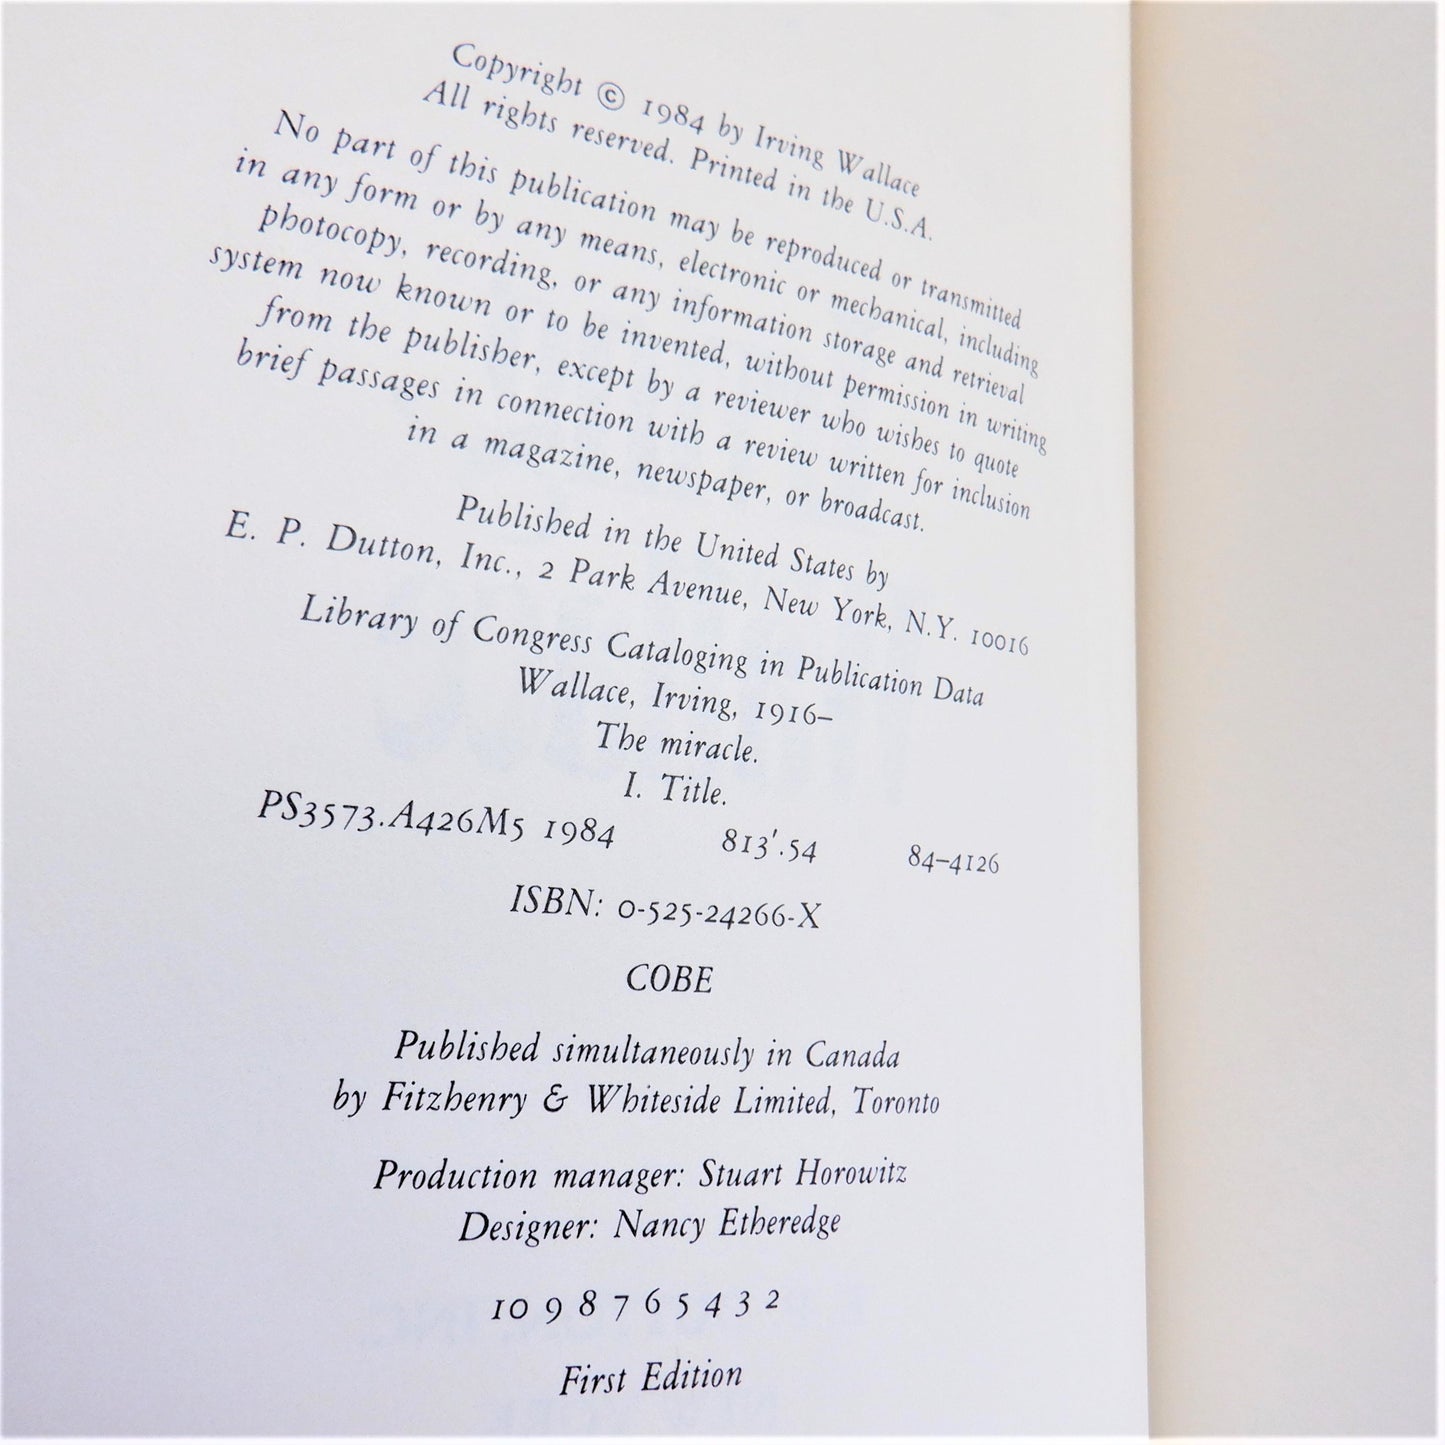 Copyright © 1984 by Irving Wallace
All rights reserved. Printed in the U.S.A.
No part of this publication may be reproduced or transmitted
in any form or by any means, electronic or mechanical, including
photocopy, recording, or any information storage and retrieval
system now known or to be invented, without permission in writing
from the publisher, except by a reviewer who wishes to quote
brief passages in connection with a review written for inclusion
in a magazine, newspaper, or broadcast.
Published in the United States by
E. P. Dutton, Inc., 2 Park Avenue, New York, N.Y. 10016
Library of Congress Cataloging in Publication Data
Wallace, Irving, 1916–
The miracle.
I. Title.
PS3573.A426M5 1984 813'.54 84–4126
ISBN: 0-525-24266-X
COBE
Published simultaneously in Canada
by Fitzhenry & Whiteside Limited, Toronto
Production manager: Stuart Horowitz
Designer: Nancy Etheredge
10 9 8 7 6 5 4 3 2
First Edition